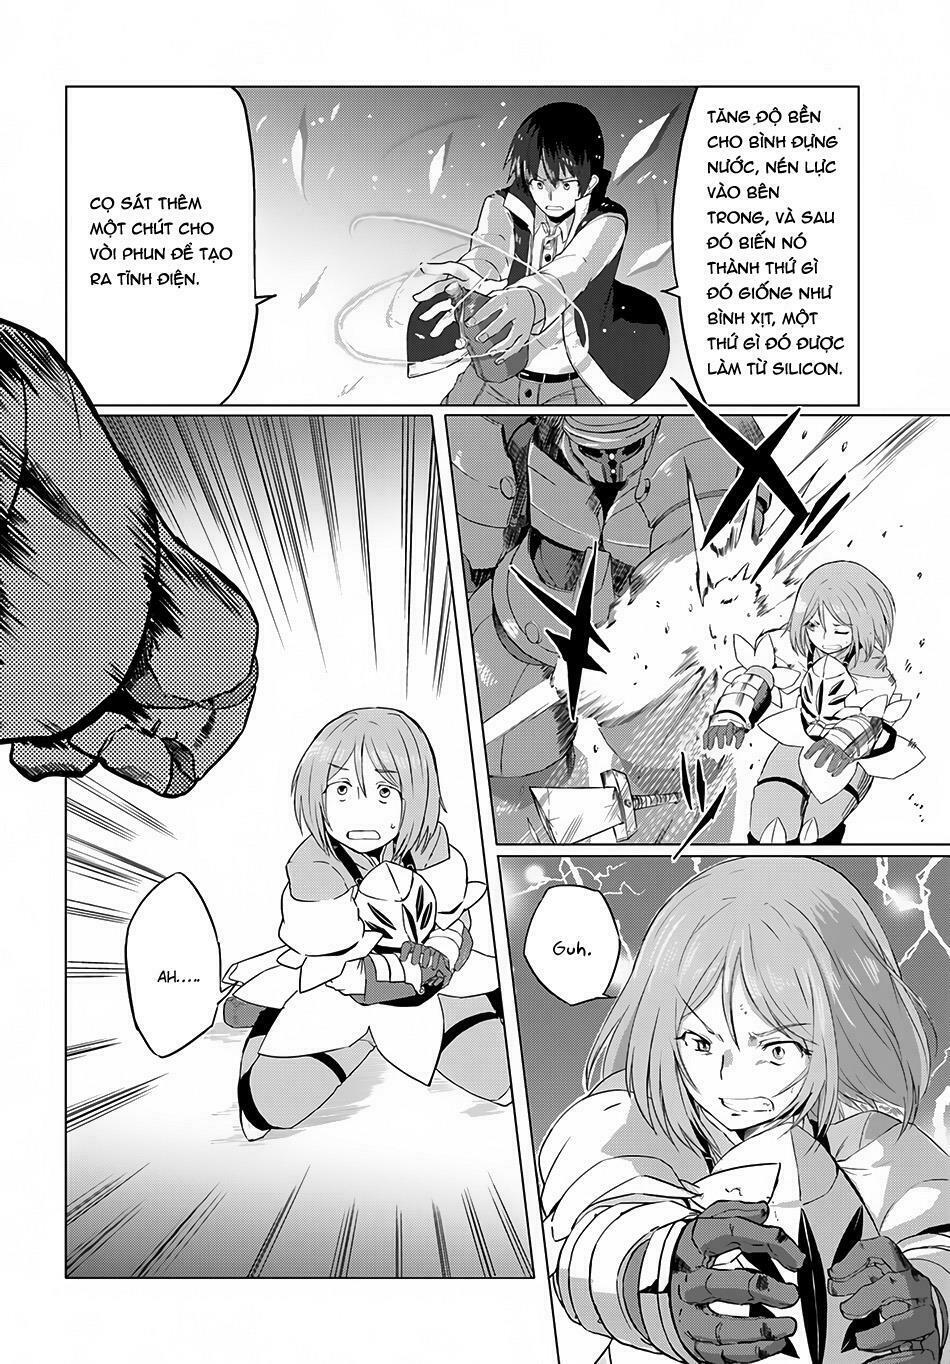 TĂNG ĐỘ BỀN
CHO BÌNH ĐỰNG
NƯỚC, NÉN LỰC
VÀO BÊN
TRONG, VÀ SAU
ĐÓ BIẾN NÓ
THÀNH THỨ GÌ
ĐÓ GIỐNG NHƯ
BÌNH XỊT, MỘT
THỨ GÌ ĐÓ ĐƯỢC
LÀM TỪ SILICON.
CỌ SÁT THÊM
MỘT CHÚT CHO
VÒI PHUN ĐỂ TẠO
RA TĨNH ĐIỆN.
Guh.
AH.....